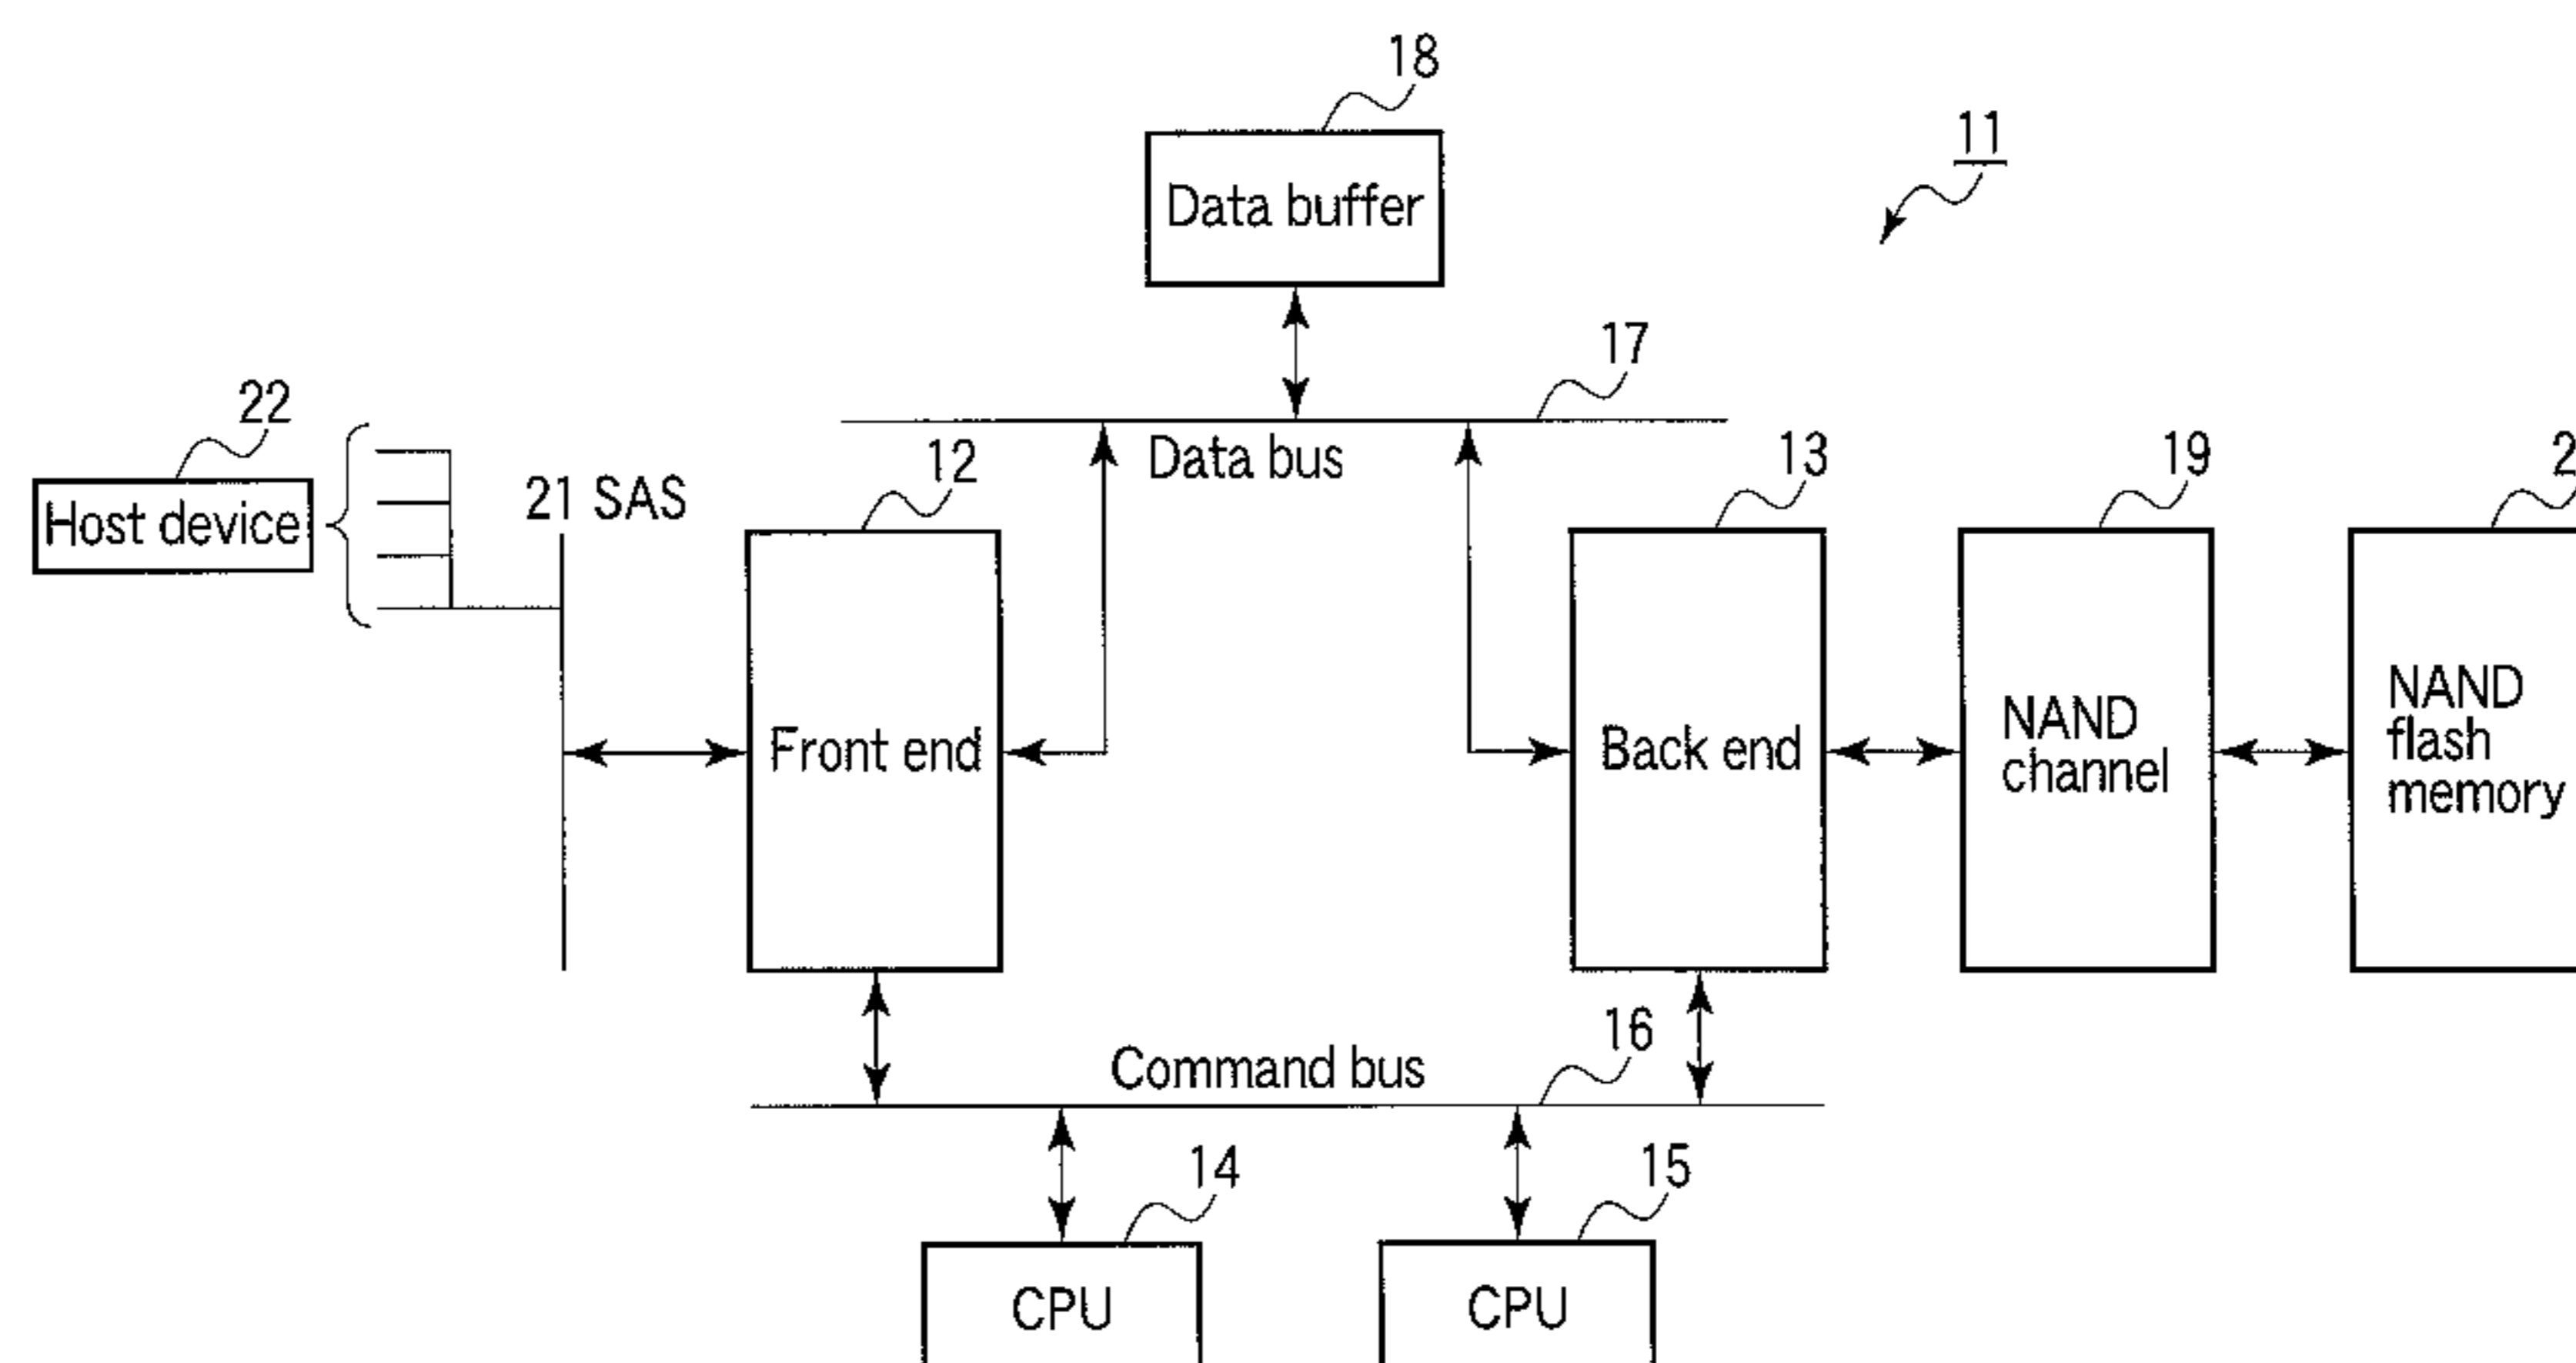 18
Data buffer
11
17
Data bus
22
Host device
21 SAS
12
Front end
13
Back end
19
NAND
channel
NAND
flash
memory
Command bus
16
14
CPU
15
CPU